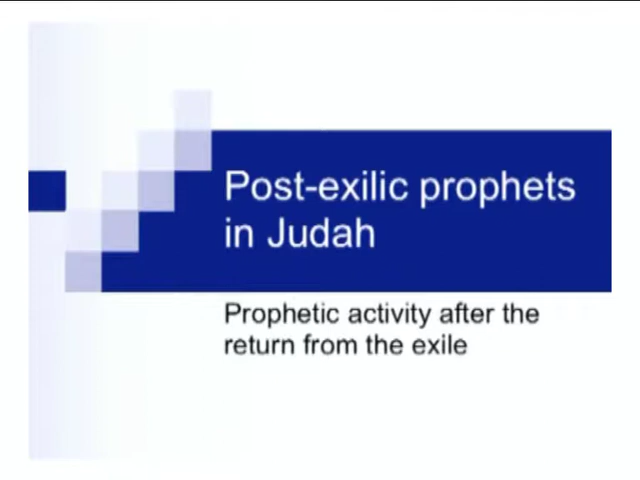 Post-exilic prophets
in Judah
Prophetic activity after the
return from the exile